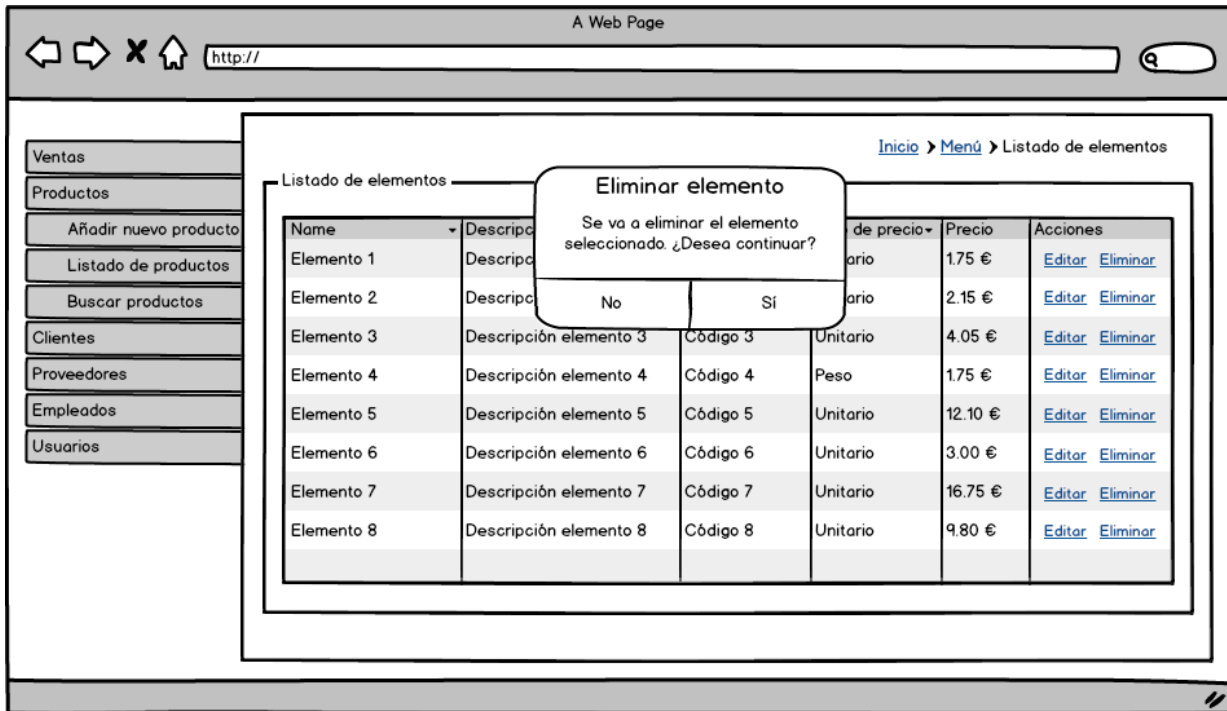 A Web Page
http://
Inicio Menú Listado de elementos
Ventas
Productos
Añadir nuevo producto
Listado de productos
Buscar productos
Clientes
Proveedores
Empleados
Usuarios
Listado de elementos
Eliminar elemento
Se va a eliminar el elemento
seleccionado. ¿Desea continuar?
No Sí
Name de precio Precio Acciones
Elemento 1 1.75 € Editar Eliminar
Elemento 2 2.15 € Editar Eliminar
Elemento 3 Descripción elemento 3 Código 3 Unitario 4.05 € Editar Eliminar
Elemento 4 Descripción elemento 4 Código 4 Peso 1.75 € Editar Eliminar
Elemento 5 Descripción elemento 5 Código 5 Unitario 12.10 € Editar Eliminar
Elemento 6 Descripción elemento 6 Código 6 Unitario 3.00 € Editar Eliminar
Elemento 7 Descripción elemento 7 Código 7 Unitario 16.75 € Editar Eliminar
Elemento 8 Descripción elemento 8 Código 8 Unitario 9.80 € Editar Eliminar